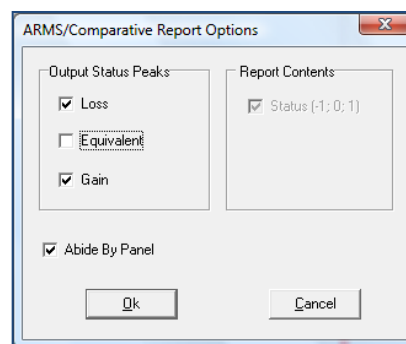 ARMS/Comparative Report Options
Output Status Peaks
Loss
Equivalent
Gain
Report Contents
Status (-1; 0; 1)
Abide By Panel
Ok
Cancel